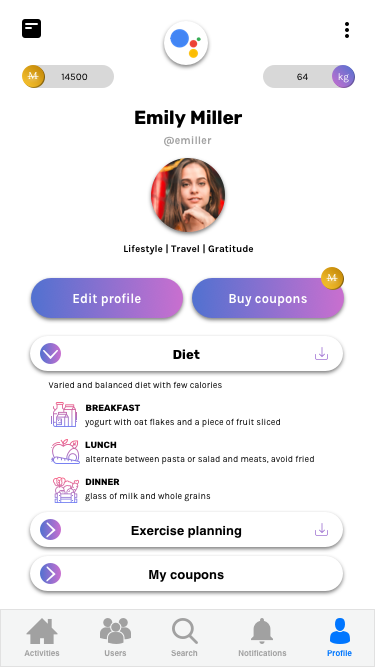 M 14500
64 kg
Emily Miller
@emiller
Lifestyle | Travel | Gratitude
M
Edit profile
Buy coupons
Diet
Varied and balanced diet with few calories
BREAKFAST
yogurt with oat flakes and a piece of fruit sliced
LUNCH
alternate between pasta or salad and meats, avoid fried
DINNER
glass of milk and whole grains
Exercise planning
My coupons
Activities
Users
Search
Notifications
Profile